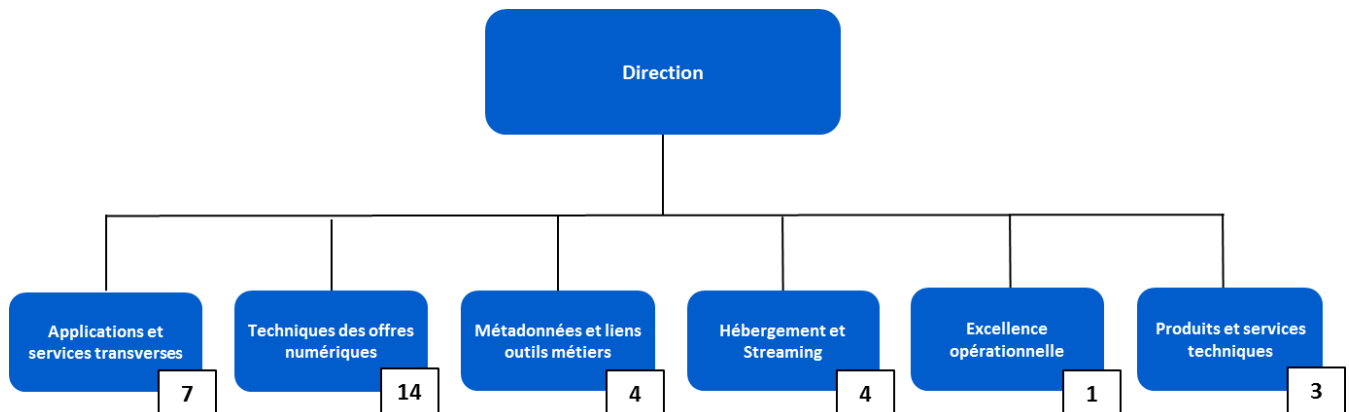 Direction
Applications et
services transverses
7
Techniques des offres
numériques
14
Métadonnées et liens
outils métiers
4
Hébergement et
Streaming
4
Excellence
opérationnelle
1
Produits et services
techniques
3